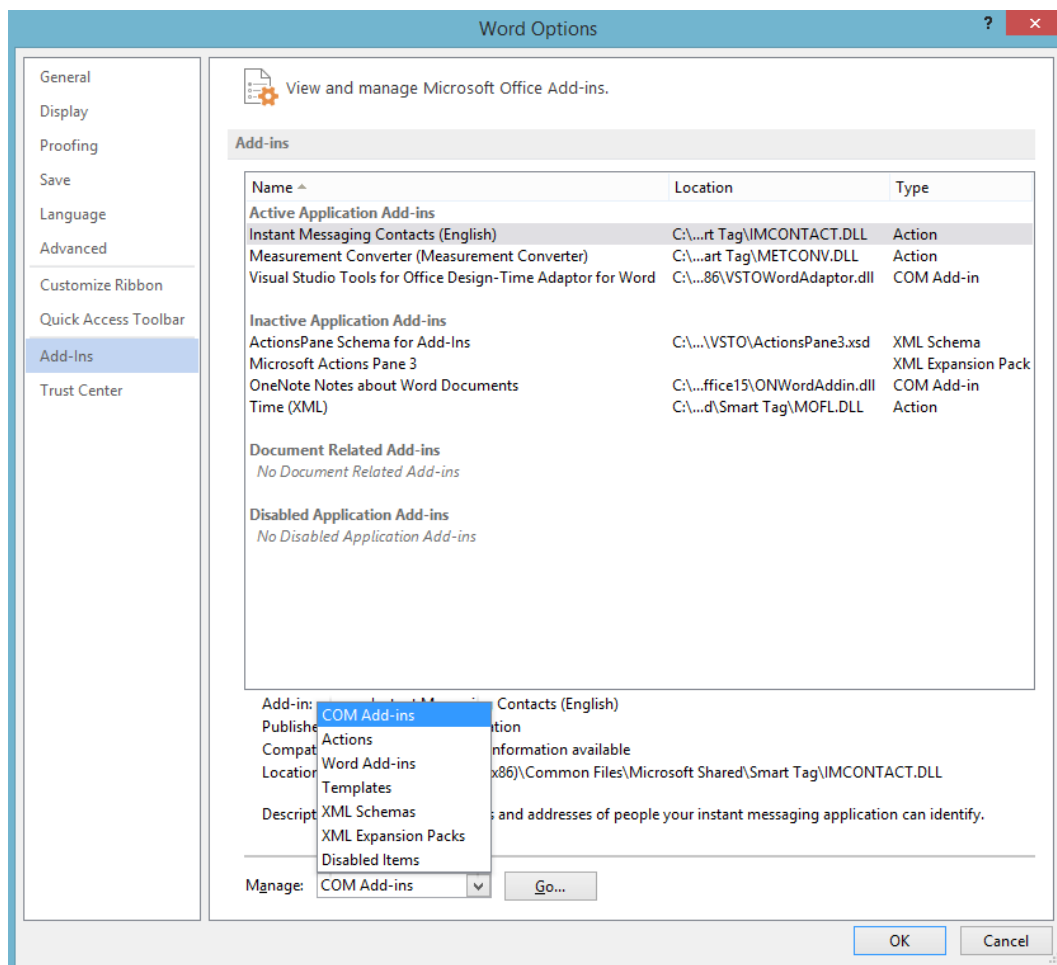 Word Options
?
General
Display
Proofing
Save
Language
Advanced
Customize Ribbon
Quick Access Toolbar
Add-Ins
Trust Center
View and manage Microsoft Office Add-ins.
Add-ins
Name Location Type
Active Application Add-ins
Instant Messaging Contacts (English) C:\...rt Tag\IMCONTACT.DLL Action
Measurement Converter (Measurement Converter) C:\...art Tag\METCONV.DLL Action
Visual Studio Tools for Office Design-Time Adaptor for Word C:\...86\VSTOWordAdaptor.dll COM Add-in
Inactive Application Add-ins
ActionsPane Schema for Add-Ins C:\...\VSTO\ActionsPane3.xsd XML Schema
Microsoft Actions Pane 3 XML Expansion Pack
OneNote Notes about Word Documents C:\...ffice15\ONWordAddin.dll COM Add-in
Time (XML) C:\...d\Smart Tag\MOFL.DLL Action
Document Related Add-ins
No Document Related Add-ins
Disabled Application Add-ins
No Disabled Application Add-ins
Add-in: Contacts (English)
Publishe ation
Compat nformation available
Location x86)\Common Files\Microsoft Shared\Smart Tag\IMCONTACT.DLL
Descript s and addresses of people your instant messaging application can identify.
COM Add-ins
Actions
Word Add-ins
Templates
XML Schemas
XML Expansion Packs
Disabled Items
Manage: COM Add-ins Go...
OK Cancel